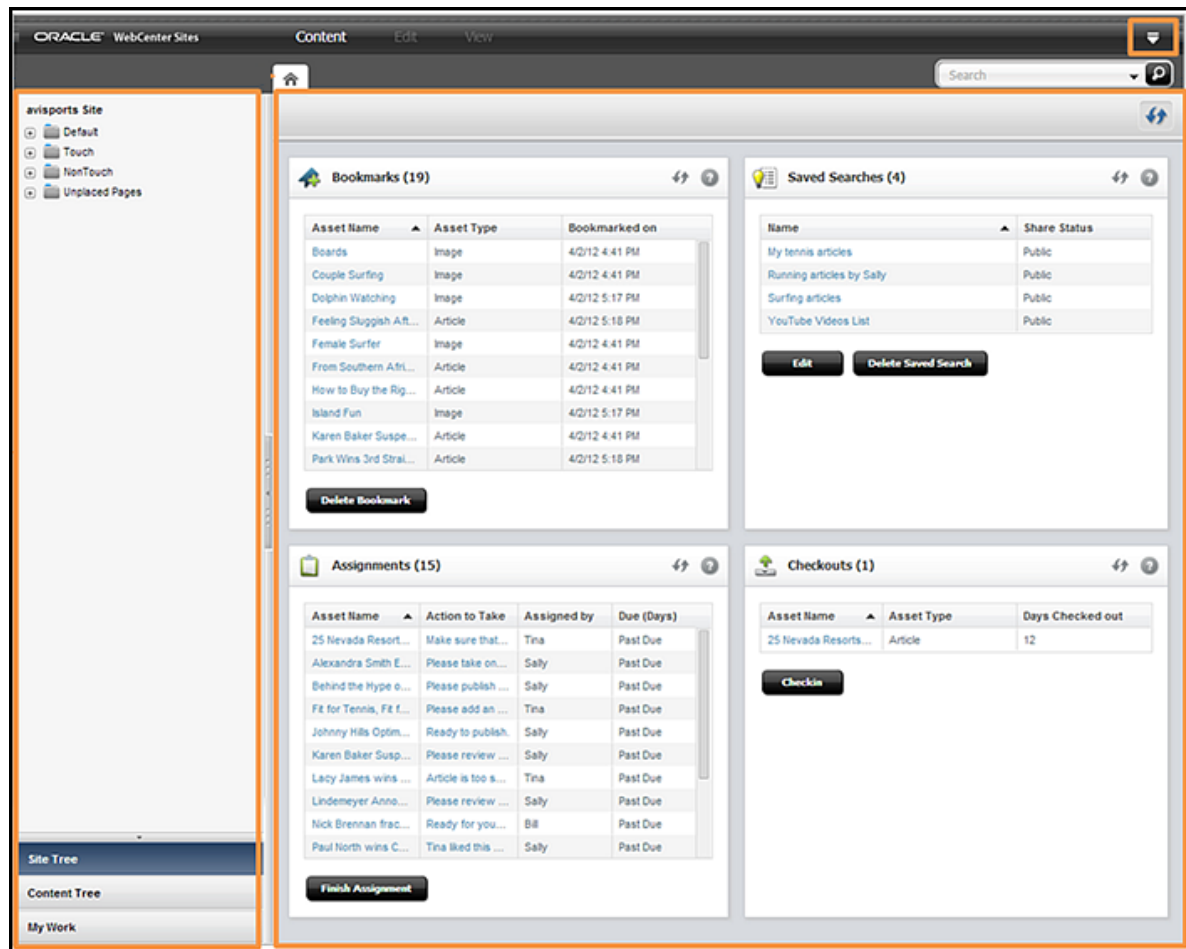 ORACLE WebCenter Sites Content Edit View
Search
avisports Site
Default
Touch
NonTouch
Unplaced Pages
Bookmarks (19)
Asset Name Asset Type Bookmarked on
Boards Image 4/2/12 4:41 PM
Couple Surfing Image 4/2/12 4:41 PM
Dolphin Watching Image 4/2/12 5:17 PM
Feeling Sluggish Aft... Article 4/2/12 5:18 PM
Female Surfer Image 4/2/12 4:41 PM
From Southern Afri... Article 4/2/12 4:41 PM
How to Buy the Rig... Article 4/2/12 4:41 PM
Island Fun Image 4/2/12 5:17 PM
Karen Baker Suspe... Article 4/2/12 4:41 PM
Park Wins 3rd Strai... Article 4/2/12 5:18 PM
Delete Bookmark
Saved Searches (4)
Name Share Status
My tennis articles Public
Running articles by Sally Public
Surfing articles Public
YouTube Videos List Public
Edit Delete Saved Search
Assignments (15)
Asset Name Action to Take Assigned by Due (Days)
25 Nevada Resort... Make sure that... Tina Past Due
Alexandra Smith E... Please take on... Sally Past Due
Behind the Hype o... Please publish ... Sally Past Due
Fit for Tennis, Fit f... Please add an ... Tina Past Due
Johnny Hills Optim... Ready to publish. Sally Past Due
Karen Baker Susp... Please review ... Sally Past Due
Lacy James wins ... Article is too s... Tina Past Due
Lindemeyer Anno... Please review ... Sally Past Due
Nick Brennan frac... Ready for you... Bill Past Due
Paul North wins C... Tina liked this ... Sally Past Due
Finish Assignment
Checkouts (1)
Asset Name Asset Type Days Checked out
25 Nevada Resorts... Article 12
Checkin
Site Tree
Content Tree
My Work